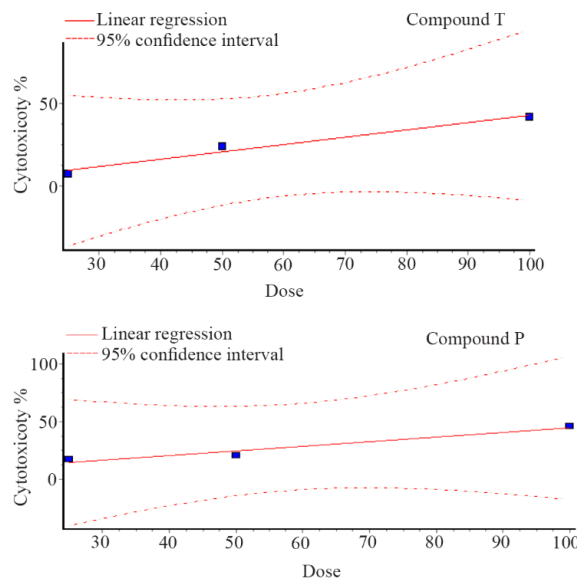 Linear regression
Compound T
95% confidence interval
Cytotoxicoty %
50
0
30 40 50 60 70 80 90 100
Dose
Linear regression
Compound P
95% confidence interval
Cytotoxicoty %
100
50
0
30 40 50 60 70 80 90 100
Dose